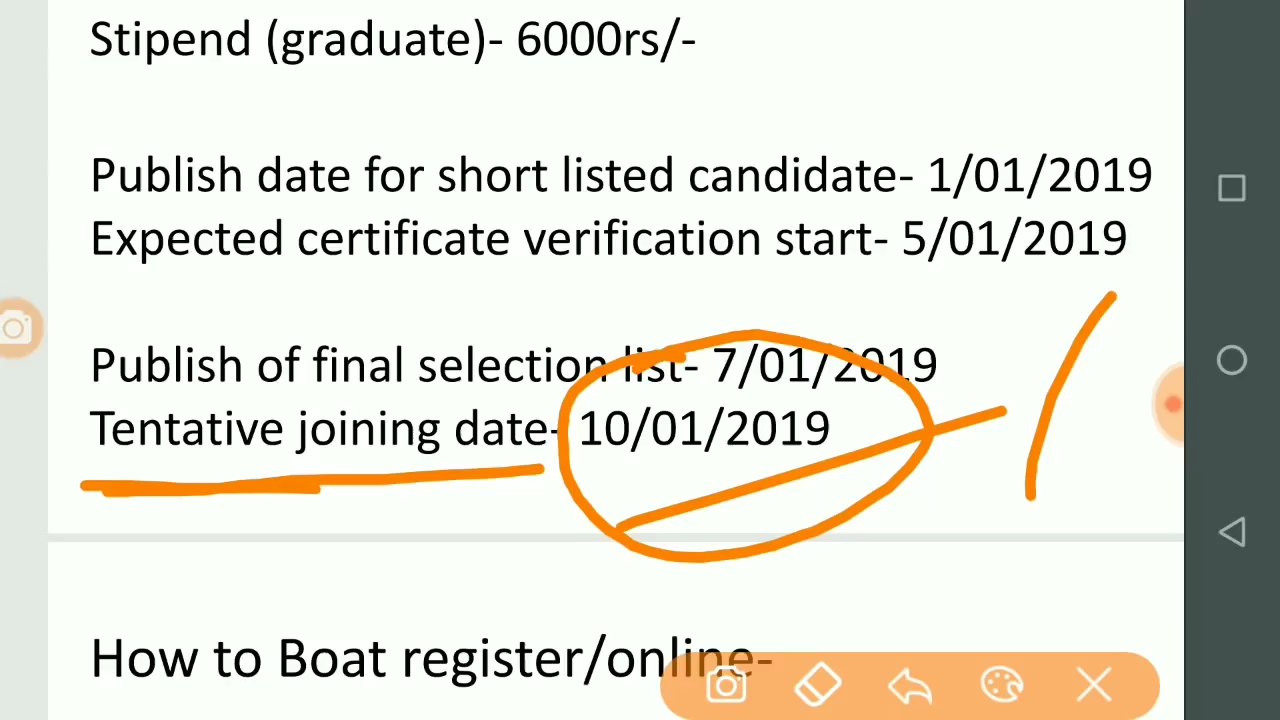 Stipend (graduate)- 6000rs/-
Publish date for short listed candidate- 1/01/2019
Expected certificate verification start- 5/01/2019
Publish of final selection list- 7/01/2019
Tentative joining date- 10/01/2019
How to Boat register/online-